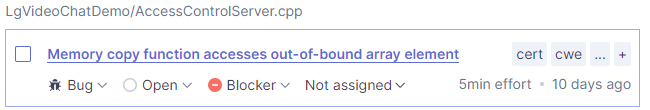 LgVideoChatDemo/AccessControlServer.cpp
Memory copy function accesses out-of-bound array element cert cwe ... +
Bug Open Blocker Not assigned 5min effort • 10 days ago